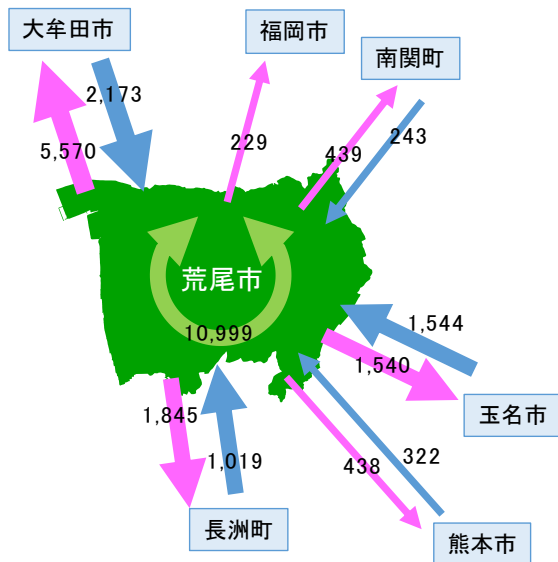 大牟田市
福岡市
南関町
2,173
5,570
229
439
243
荒尾市
10,999
1,544
1,540
玉名市
1,845
1,019
438
322
長洲町
熊本市